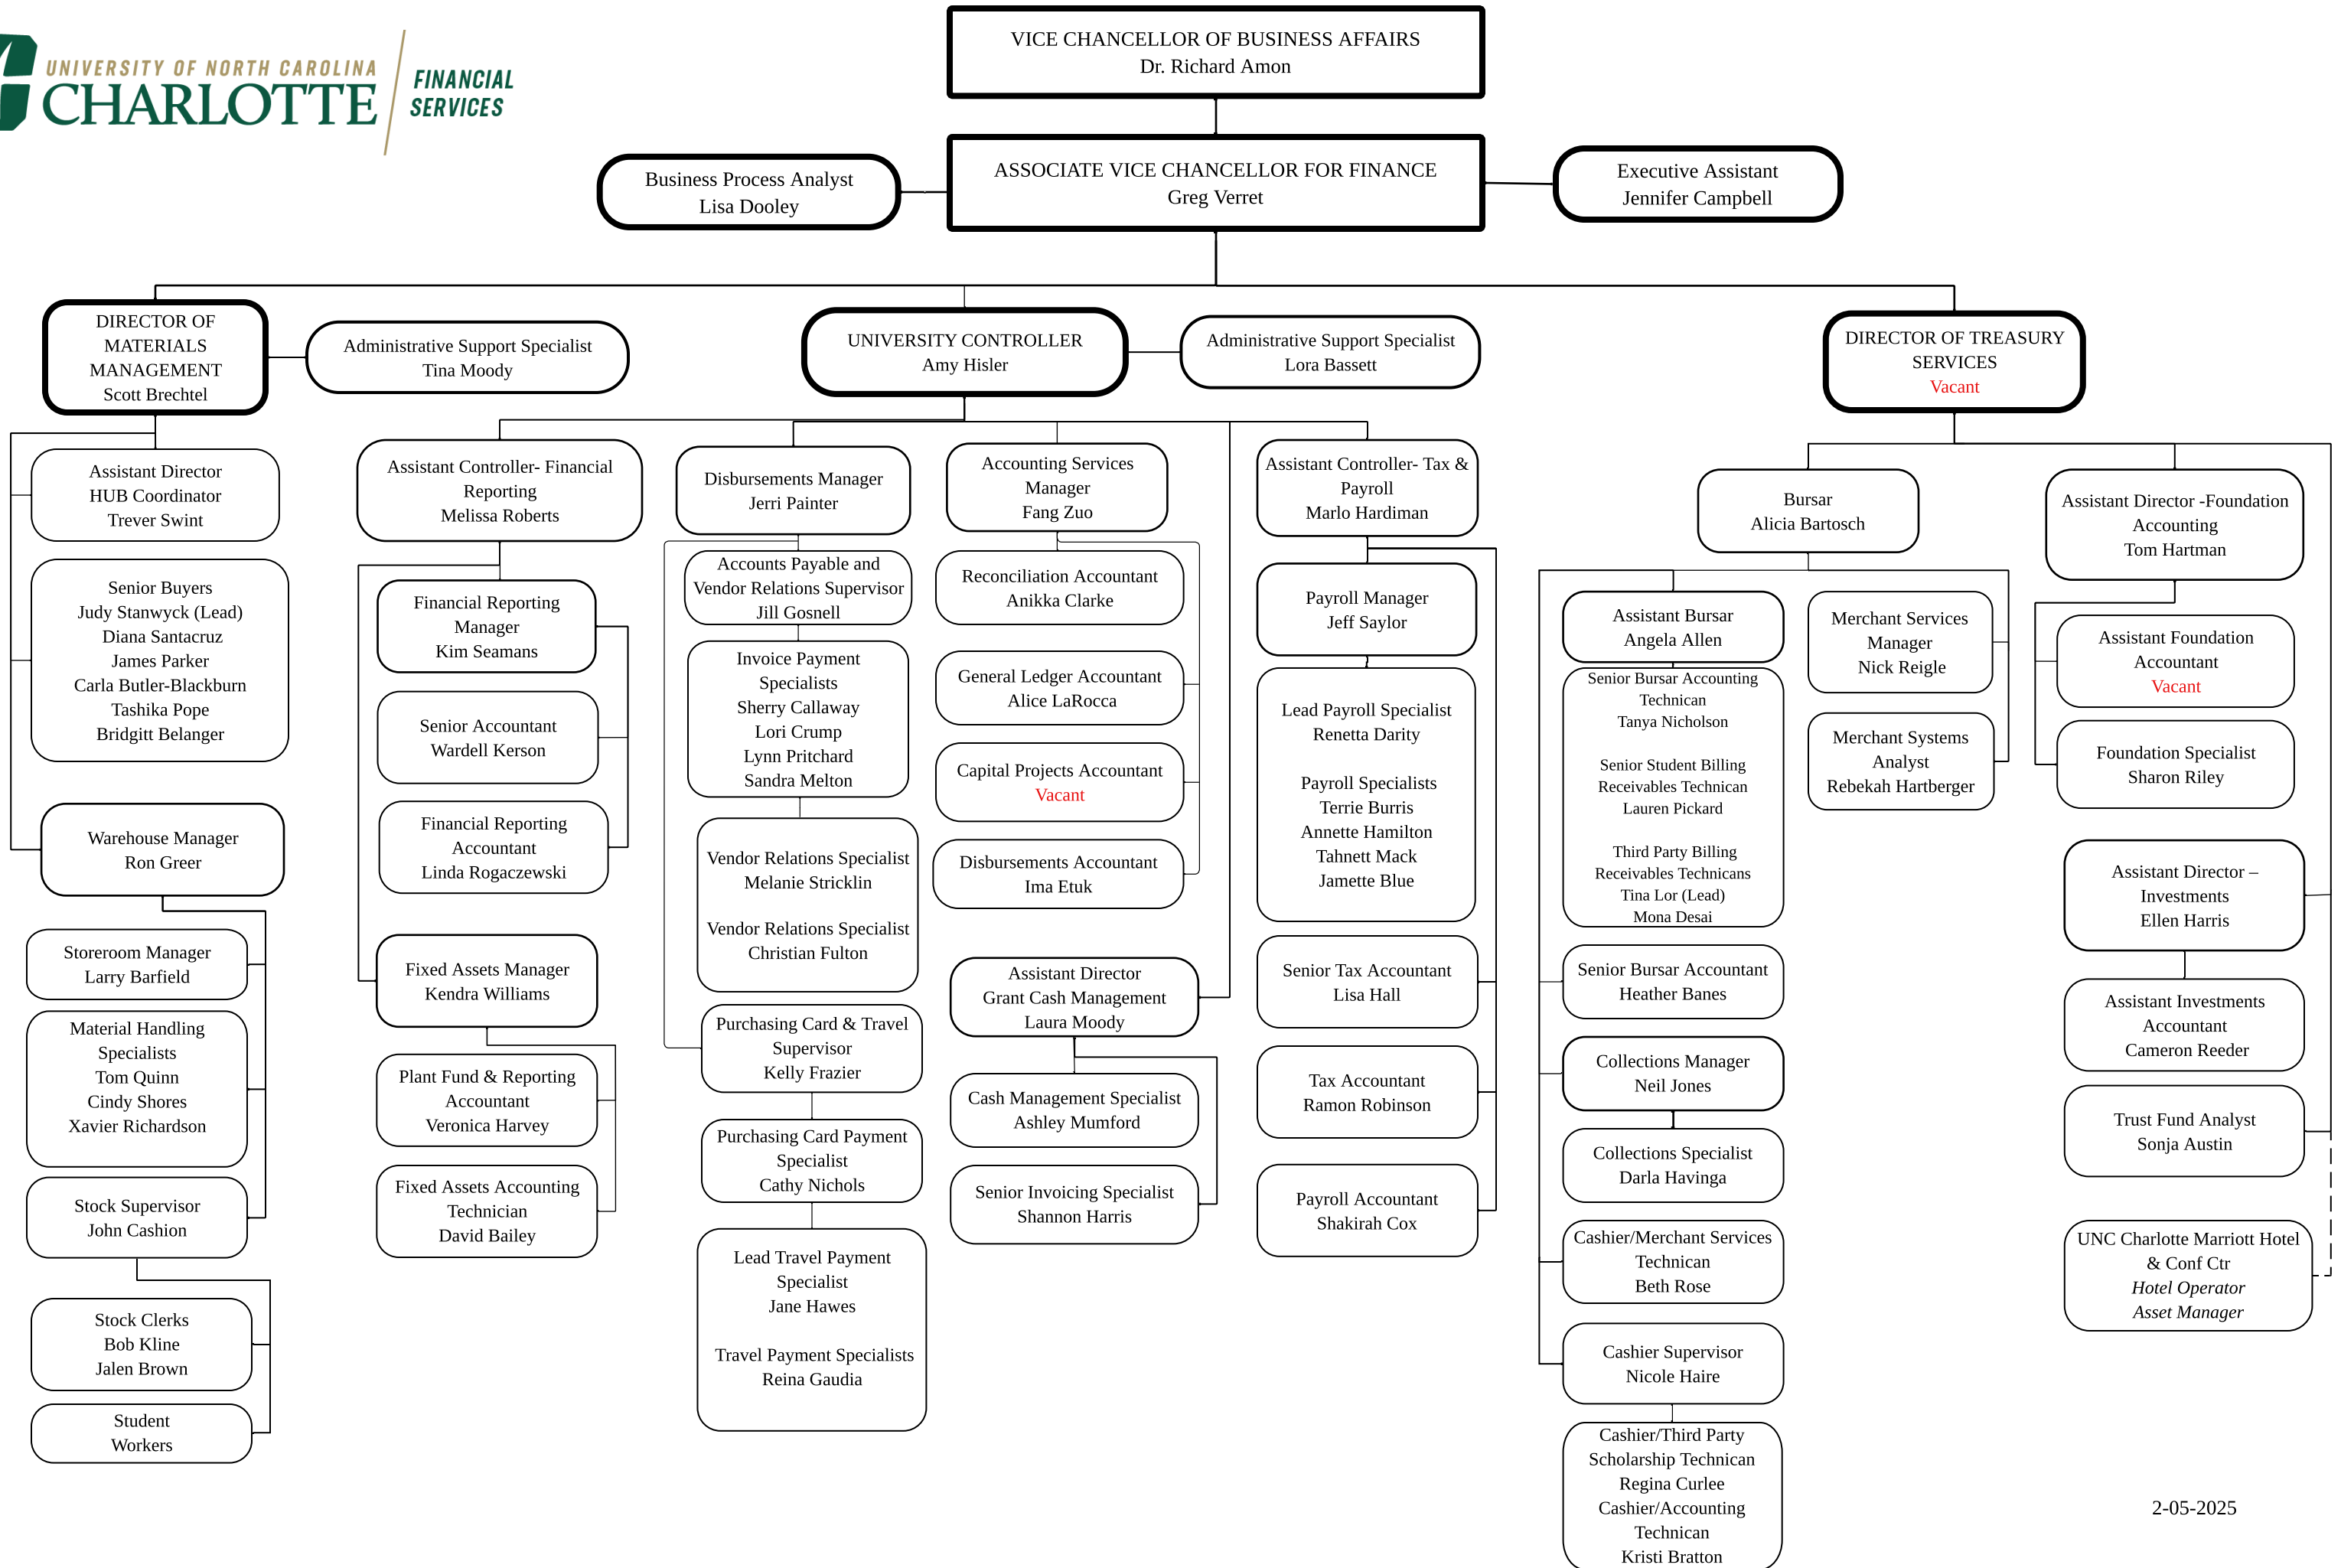 UNIVERSITY OF NORTH CAROLINA
CHARLOTTE
FINANCIAL
SERVICES
VICE CHANCELLOR OF BUSINESS AFFAIRS
Dr. Richard Amon
ASSOCIATE VICE CHANCELLOR FOR FINANCE
Greg Verret
Business Process Analyst
Lisa Dooley
Executive Assistant
Jennifer Campbell
DIRECTOR OF
MATERIALS
MANAGEMENT
Scott Brechtel
Administrative Support Specialist
Tina Moody
UNIVERSITY CONTROLLER
Amy Hisler
Administrative Support Specialist
Lora Bassett
DIRECTOR OF TREASURY
SERVICES
Vacant
Assistant Director
HUB Coordinator
Trever Swint
Senior Buyers
Judy Stanwyck (Lead)
Diana Santacruz
James Parker
Carla Butler-Blackburn
Tashika Pope
Bridgitt Belanger
Warehouse Manager
Ron Greer
Storeroom Manager
Larry Barfield
Material Handling
Specialists
Tom Quinn
Cindy Shores
Xavier Richardson
Stock Supervisor
John Cashion
Stock Clerks
Bob Kline
Jalen Brown
Student
Workers
Assistant Controller- Financial
Reporting
Melissa Roberts
Financial Reporting
Manager
Kim Seamans
Senior Accountant
Wardell Kerson
Financial Reporting
Accountant
Linda Rogaczewski
Fixed Assets Manager
Kendra Williams
Plant Fund & Reporting
Accountant
Veronica Harvey
Fixed Assets Accounting
Technician
David Bailey
Disbursements Manager
Jerri Painter
Accounts Payable and
Vendor Relations Supervisor
Jill Gosnell
Invoice Payment
Specialists
Sherry Callaway
Lori Crump
Lynn Pritchard
Sandra Melton
Vendor Relations Specialist
Melanie Stricklin
Vendor Relations Specialist
Christian Fulton
Purchasing Card & Travel
Supervisor
Kelly Frazier
Purchasing Card Payment
Specialist
Cathy Nichols
Lead Travel Payment
Specialist
Jane Hawes
Travel Payment Specialists
Reina Gaudia
Accounting Services
Manager
Fang Zuo
Reconciliation Accountant
Anikka Clarke
General Ledger Accountant
Alice LaRocca
Capital Projects Accountant
Vacant
Disbursements Accountant
Ima Etuk
Assistant Director
Grant Cash Management
Laura Moody
Cash Management Specialist
Ashley Mumford
Senior Invoicing Specialist
Shannon Harris
Assistant Controller- Tax &
Payroll
Marlo Hardiman
Payroll Manager
Jeff Saylor
Lead Payroll Specialist
Renetta Darity
Payroll Specialists
Terrie Burris
Annette Hamilton
Tahnett Mack
Jamette Blue
Senior Tax Accountant
Lisa Hall
Tax Accountant
Ramon Robinson
Payroll Accountant
Shakirah Cox
Bursar
Alicia Bartosch
Assistant Bursar
Angela Allen
Senior Bursar Accounting
Technican
Tanya Nicholson
Senior Student Billing
Receivables Technican
Lauren Pickard
Third Party Billing
Receivables Technicans
Tina Lor (Lead)
Mona Desai
Senior Bursar Accountant
Heather Banes
Collections Manager
Neil Jones
Collections Specialist
Darla Havinga
Cashier/Merchant Services
Technican
Beth Rose
Cashier Supervisor
Nicole Haire
Cashier/Third Party
Scholarship Technican
Regina Curlee
Cashier/Accounting
Technican
Kristi Bratton
Merchant Services
Manager
Nick Reigle
Merchant Systems
Analyst
Rebekah Hartberger
Assistant Director -Foundation
Accounting
Tom Hartman
Assistant Foundation
Accountant
Vacant
Foundation Specialist
Sharon Riley
Assistant Director –
Investments
Ellen Harris
Assistant Investments
Accountant
Cameron Reeder
Trust Fund Analyst
Sonja Austin
UNC Charlotte Marriott Hotel
& Conf Ctr
Hotel Operator
Asset Manager
2-05-2025